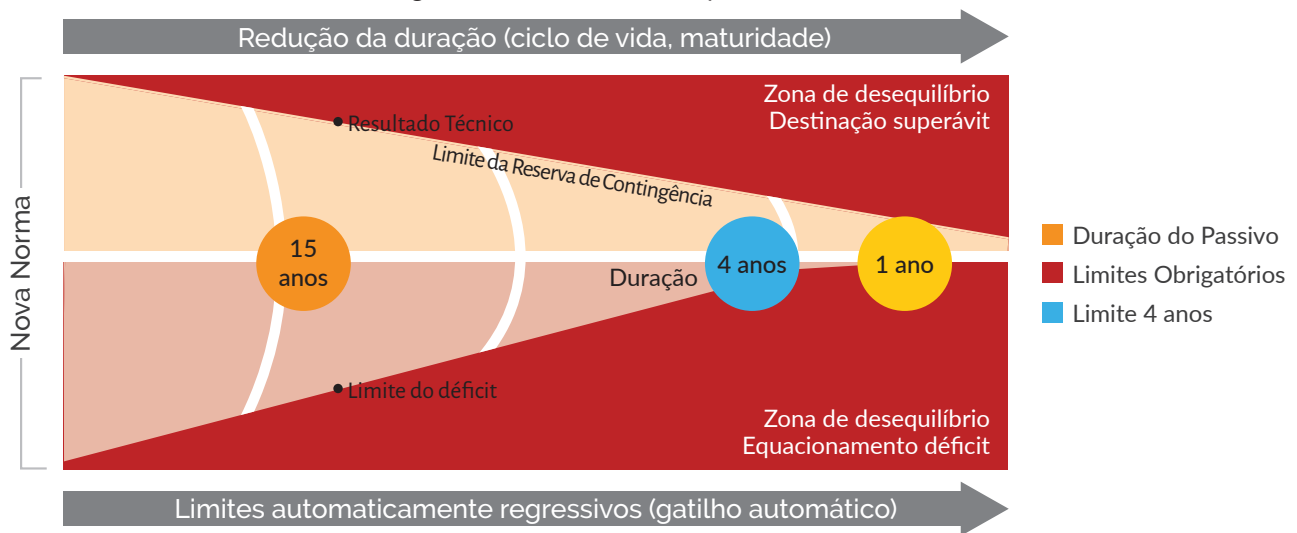 Redução da duração (ciclo de vida, maturidade)
Zona de desequilíbrio
Destinação superávit
Resultado Técnico
Limite da Reserva de Contingência
Nova Norma
15
anos
Duração
4 anos
1 ano
Duração do Passivo
Limites Obrigatórios
Limite 4 anos
Limite do déficit
Zona de desequilíbrio
Equacionamento déficit
Limites automaticamente regressivos (gatilho automático)